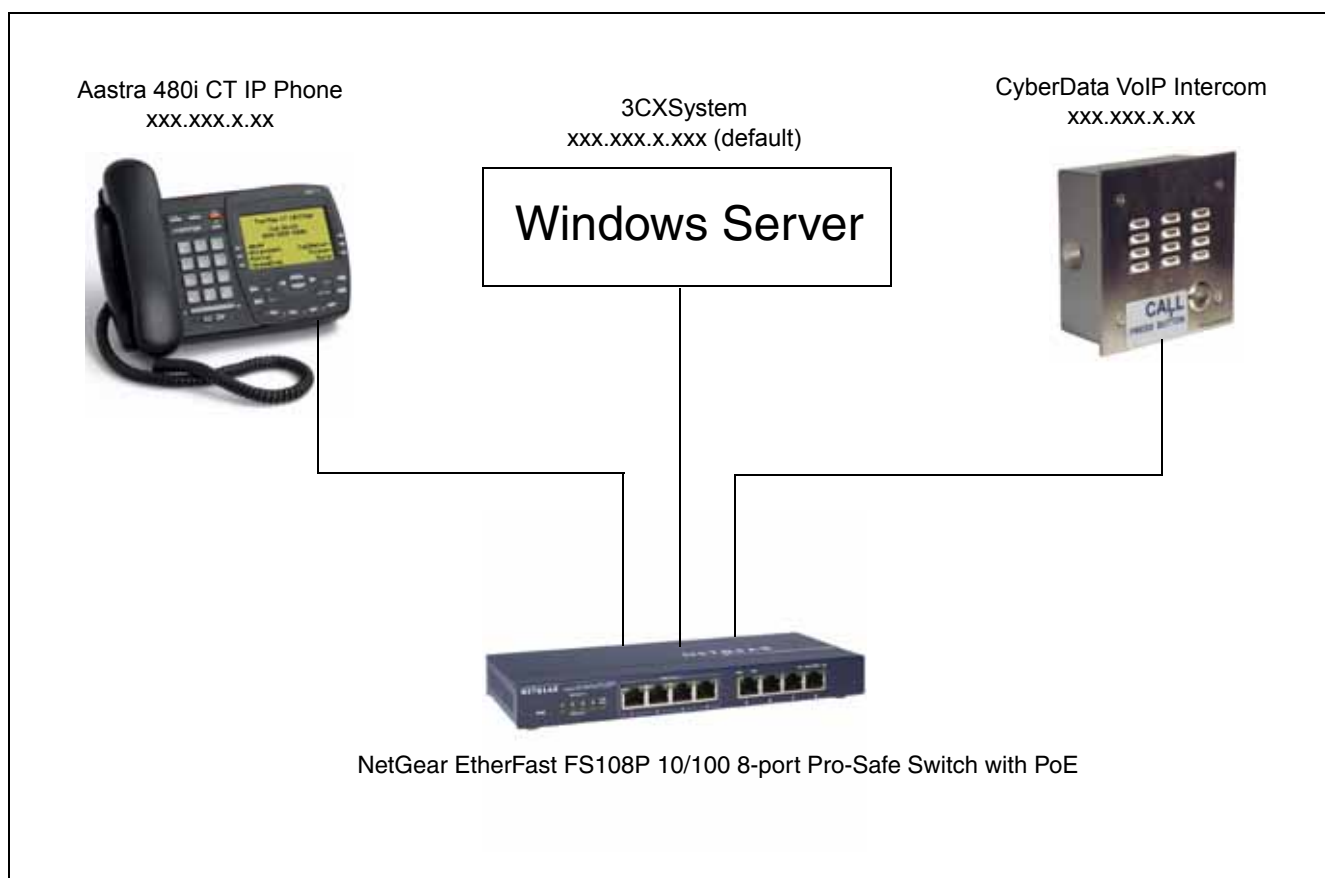 Aastra 480i CT IP Phone
xxx.xxx.x.xx
3CXSystem
xxx.xxx.x.xxx (default)
CyberData VoIP Intercom
xxx.xxx.x.xx
Windows Server
CALL
PRESS BUTTON
NETGEAR
NETGEAR
NetGear EtherFast FS108P 10/100 8-port Pro-Safe Switch with PoE